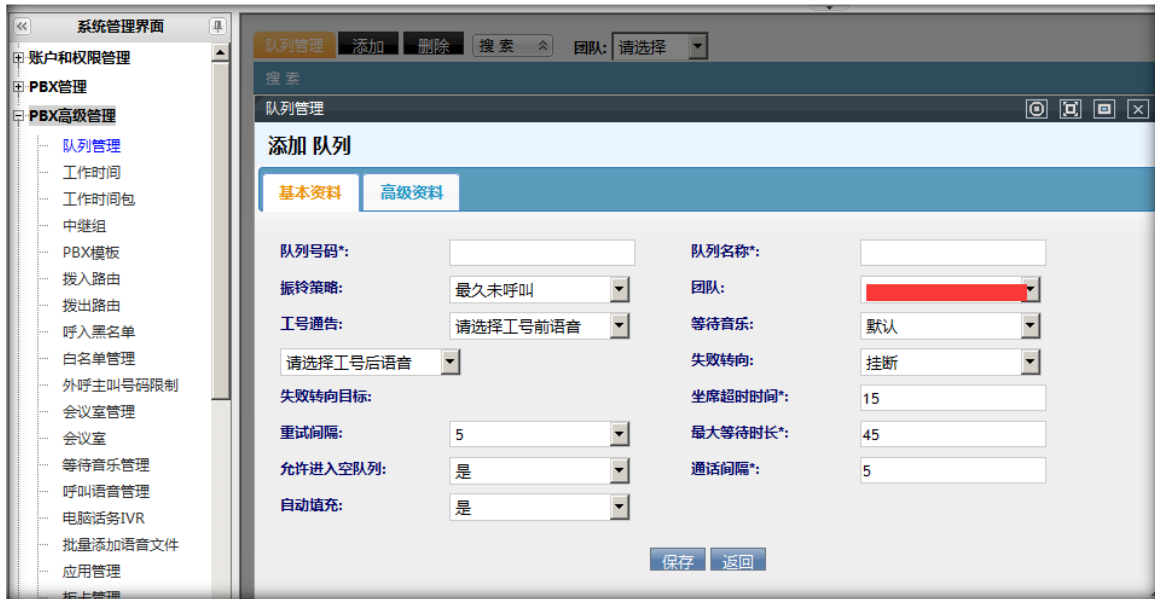 系统管理界面
账户和权限管理
PBX管理
PBX高级管理
队列管理
工作时间
工作时间包
中继组
PBX模板
拨入路由
拨出路由
呼入黑名单
白名单管理
外呼主叫号码限制
会议室管理
会议室
等待音乐管理
呼叫语音管理
电脑话务IVR
批量添加语音文件
应用管理
板卡管理
队列管理 添加 删除 搜 索 团队: 请选择
搜 索
队列管理
添加 队列
基本资料 高级资料
队列号码*: 队列名称*:
振铃策略: 最久未呼叫 团队:
工号通告: 请选择工号前语音 等待音乐: 默认
请选择工号后语音 失败转向: 挂断
失败转向目标: 坐席超时时间*: 15
重试间隔: 5 最大等待时长*: 45
允许进入空队列: 是 通话间隔*: 5
自动填充: 是
保存 返回